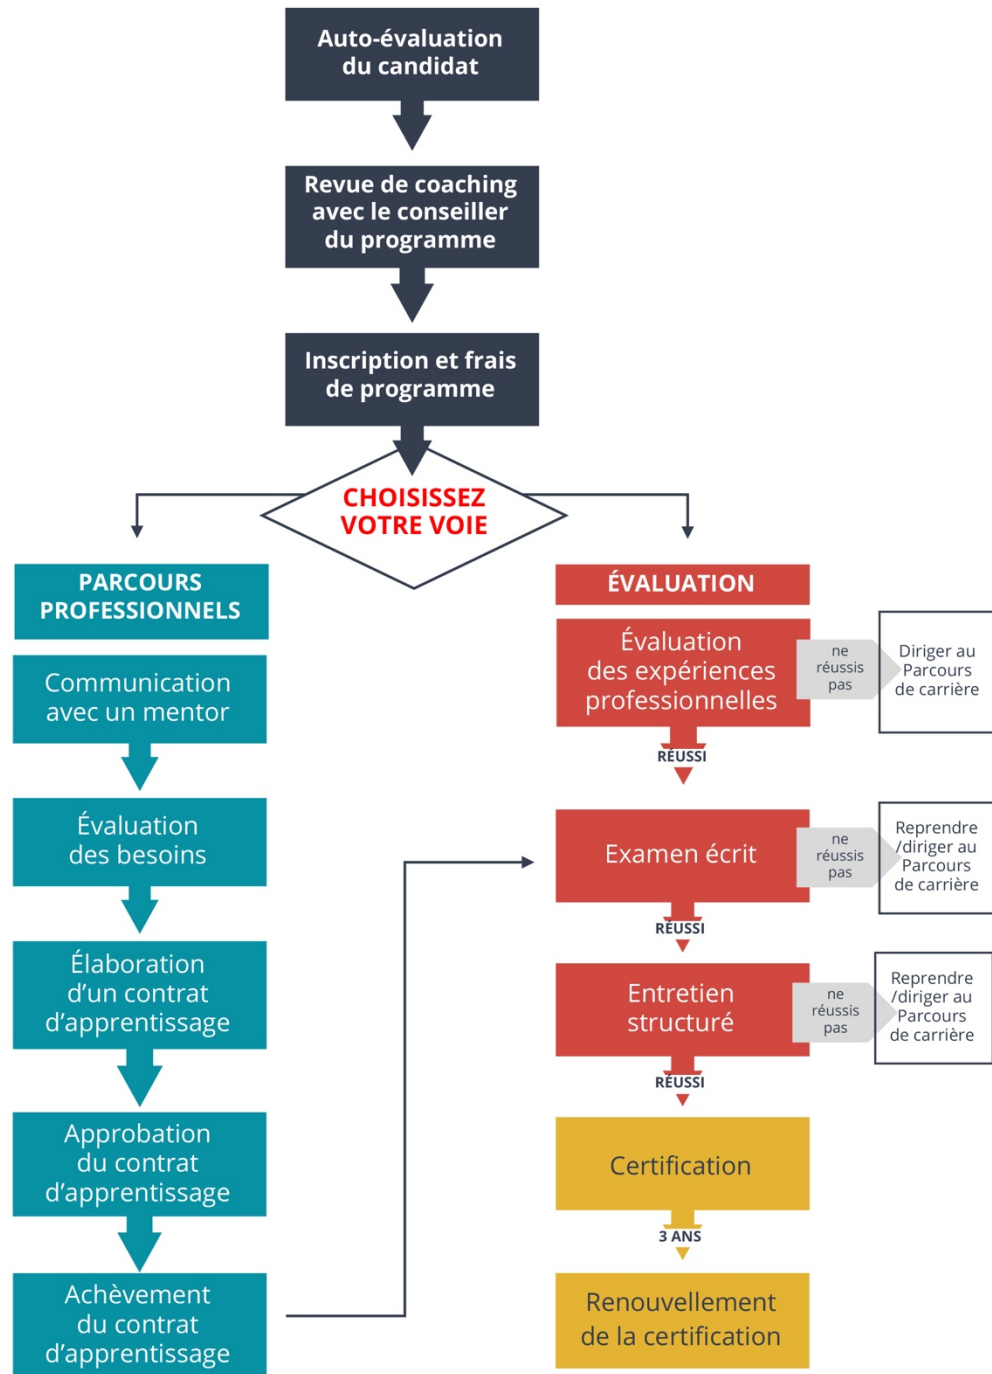 Auto-évaluation
du candidat
Revue de coaching
avec le conseiller
du programme
Inscription et frais
de programme
CHOISISSEZ
VOTRE VOIE
PARCOURS
PROFESSIONNELS
Communication
avec un mentor
Évaluation
des besoins
Élaboration
d'un contrat
d'apprentissage
Approbation
du contrat
d'apprentissage
Achèvement
du contrat
d'apprentissage
ÉVALUATION
Évaluation
des expériences
professionnelles
ne
réussis
pas
Diriger au
Parcours
de carrière
RÉUSSI
Examen écrit
ne
réussis
pas
Reprendre
/diriger au
Parcours
de carrière
RÉUSSI
Entretien
structuré
ne
réussis
pas
Reprendre
/diriger au
Parcours
de carrière
RÉUSSI
Certification
3 ANS
Renouvellement
de la certification